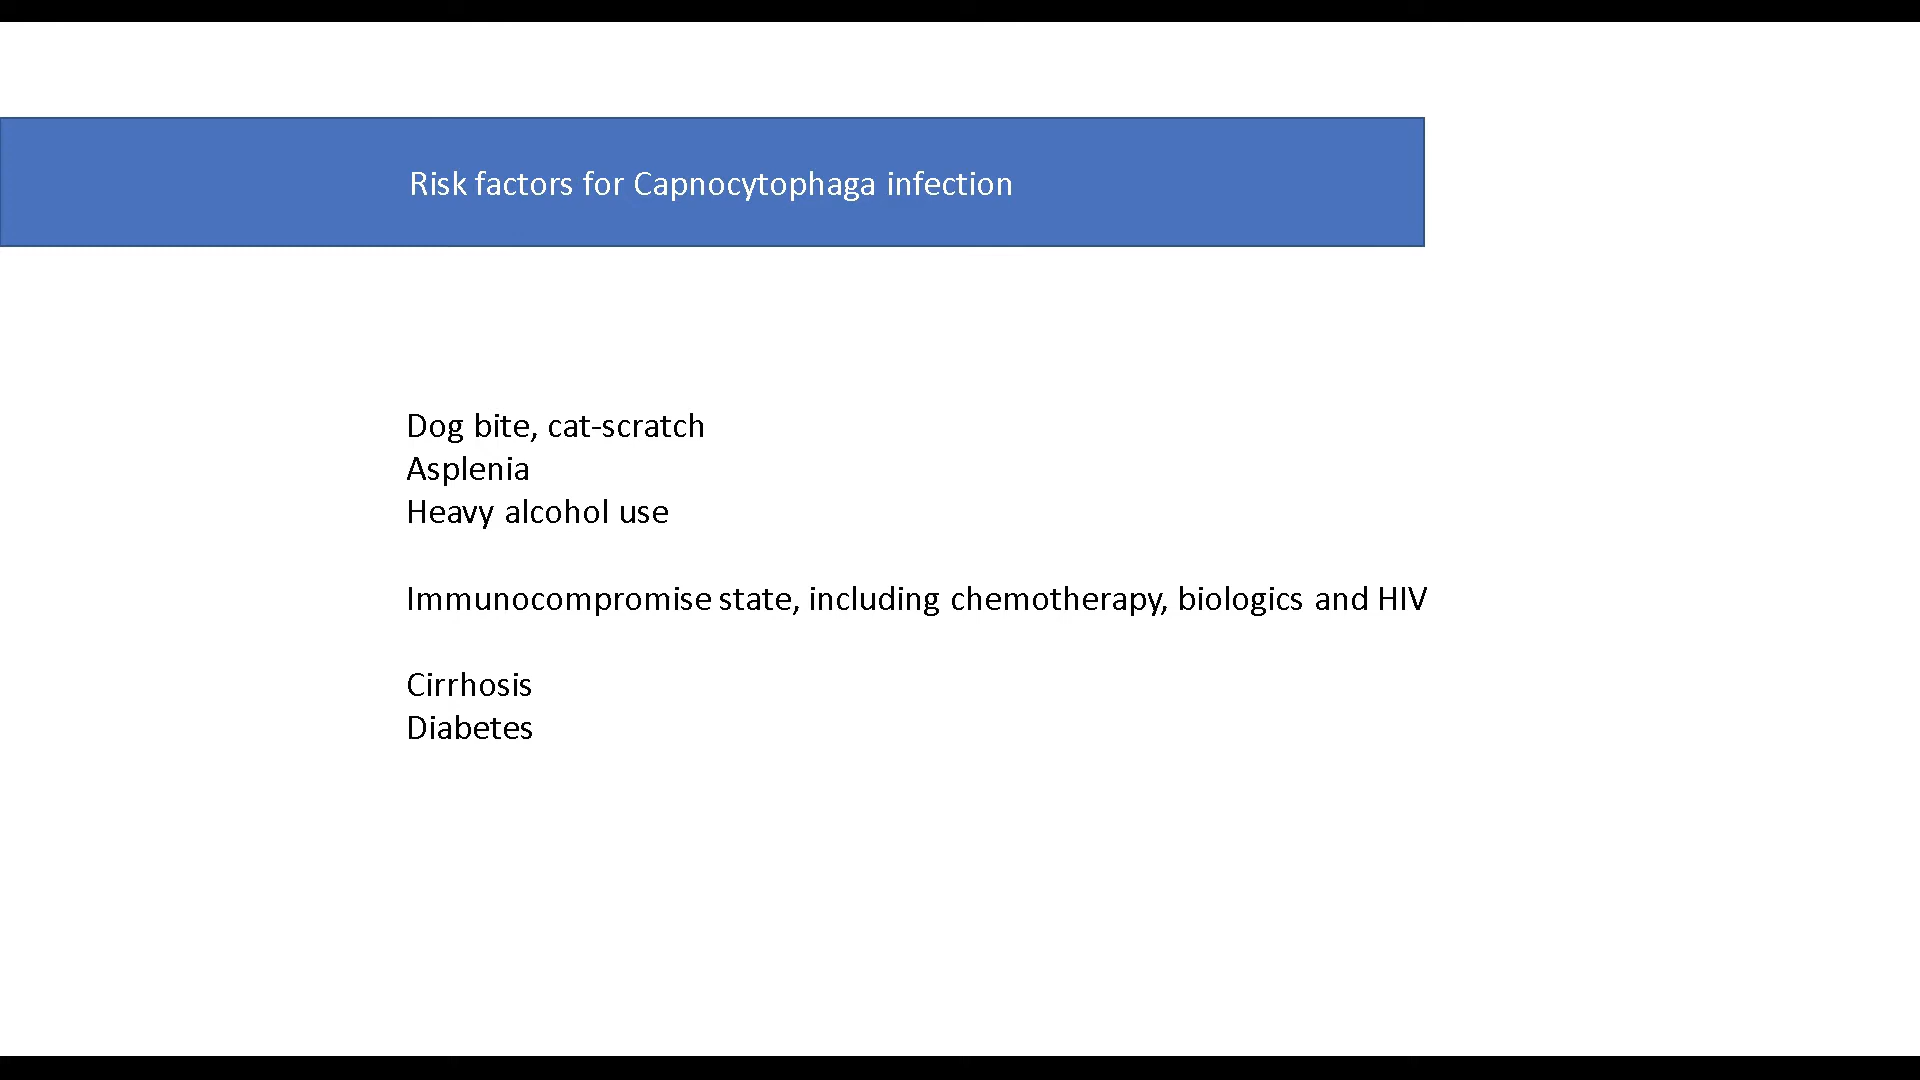 Risk factors for Capnocytophaga infection
Dog bite, cat-scratch
Asplenia
Heavy alcohol use
Immunocompromise state, including chemotherapy, biologics and HIV
Cirrhosis
Diabetes